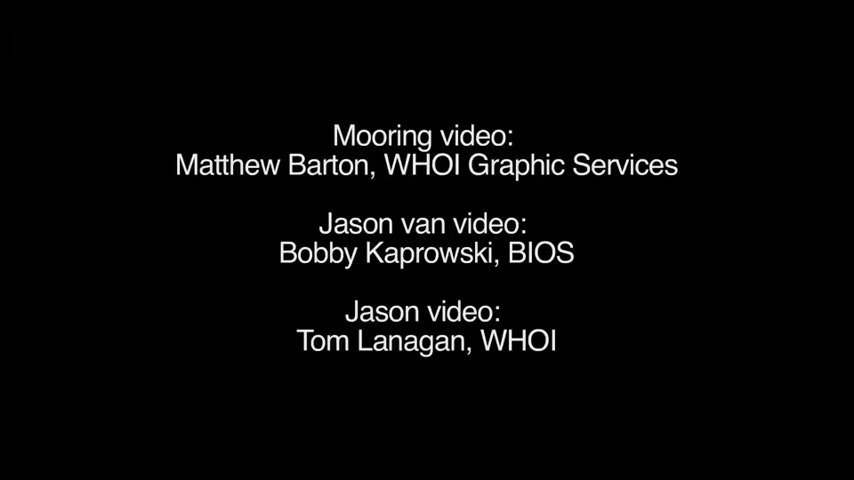 Mooring video:
Matthew Barton, WHOI Graphic Services
Jason van video:
Bobby Kaprowski, BIOS
Jason video:
Tom Lanagan, WHOI